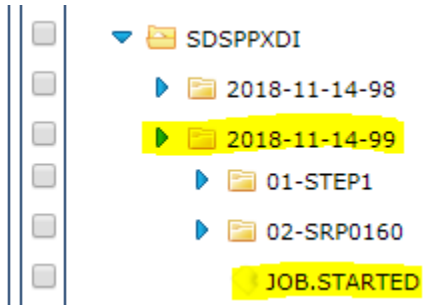 SDSPPXDI
2018-11-14-98
2018-11-14-99
01-STEP1
02-SRP0160
JOB.STARTED